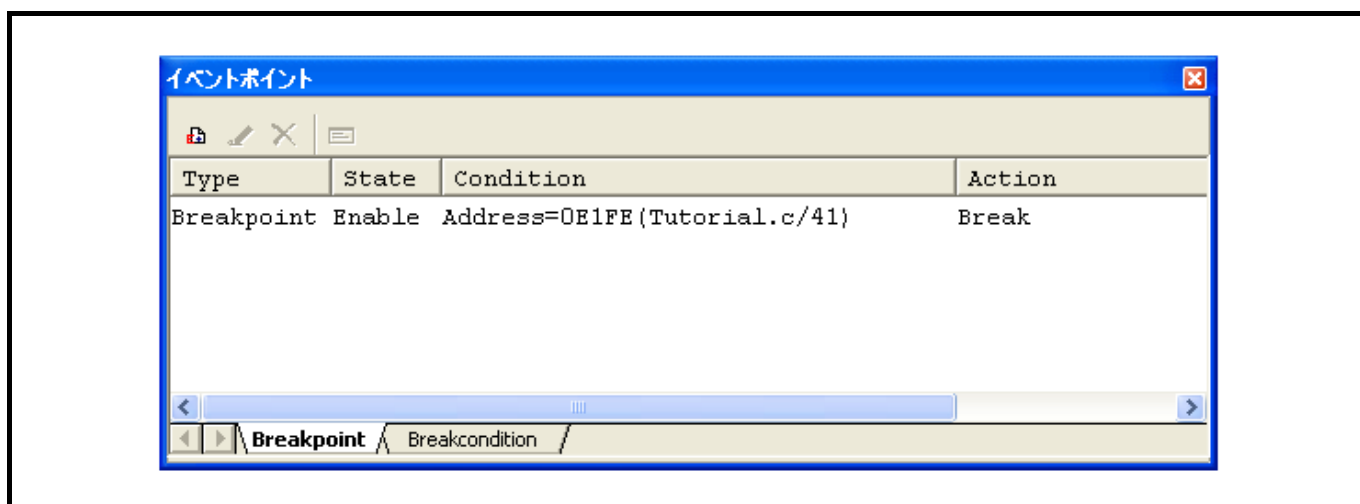 イベントポイント
Type State Condition Action
Breakpoint Enable Address=0E1FE(Tutorial.c/41) Break
Breakpoint Breakcondition